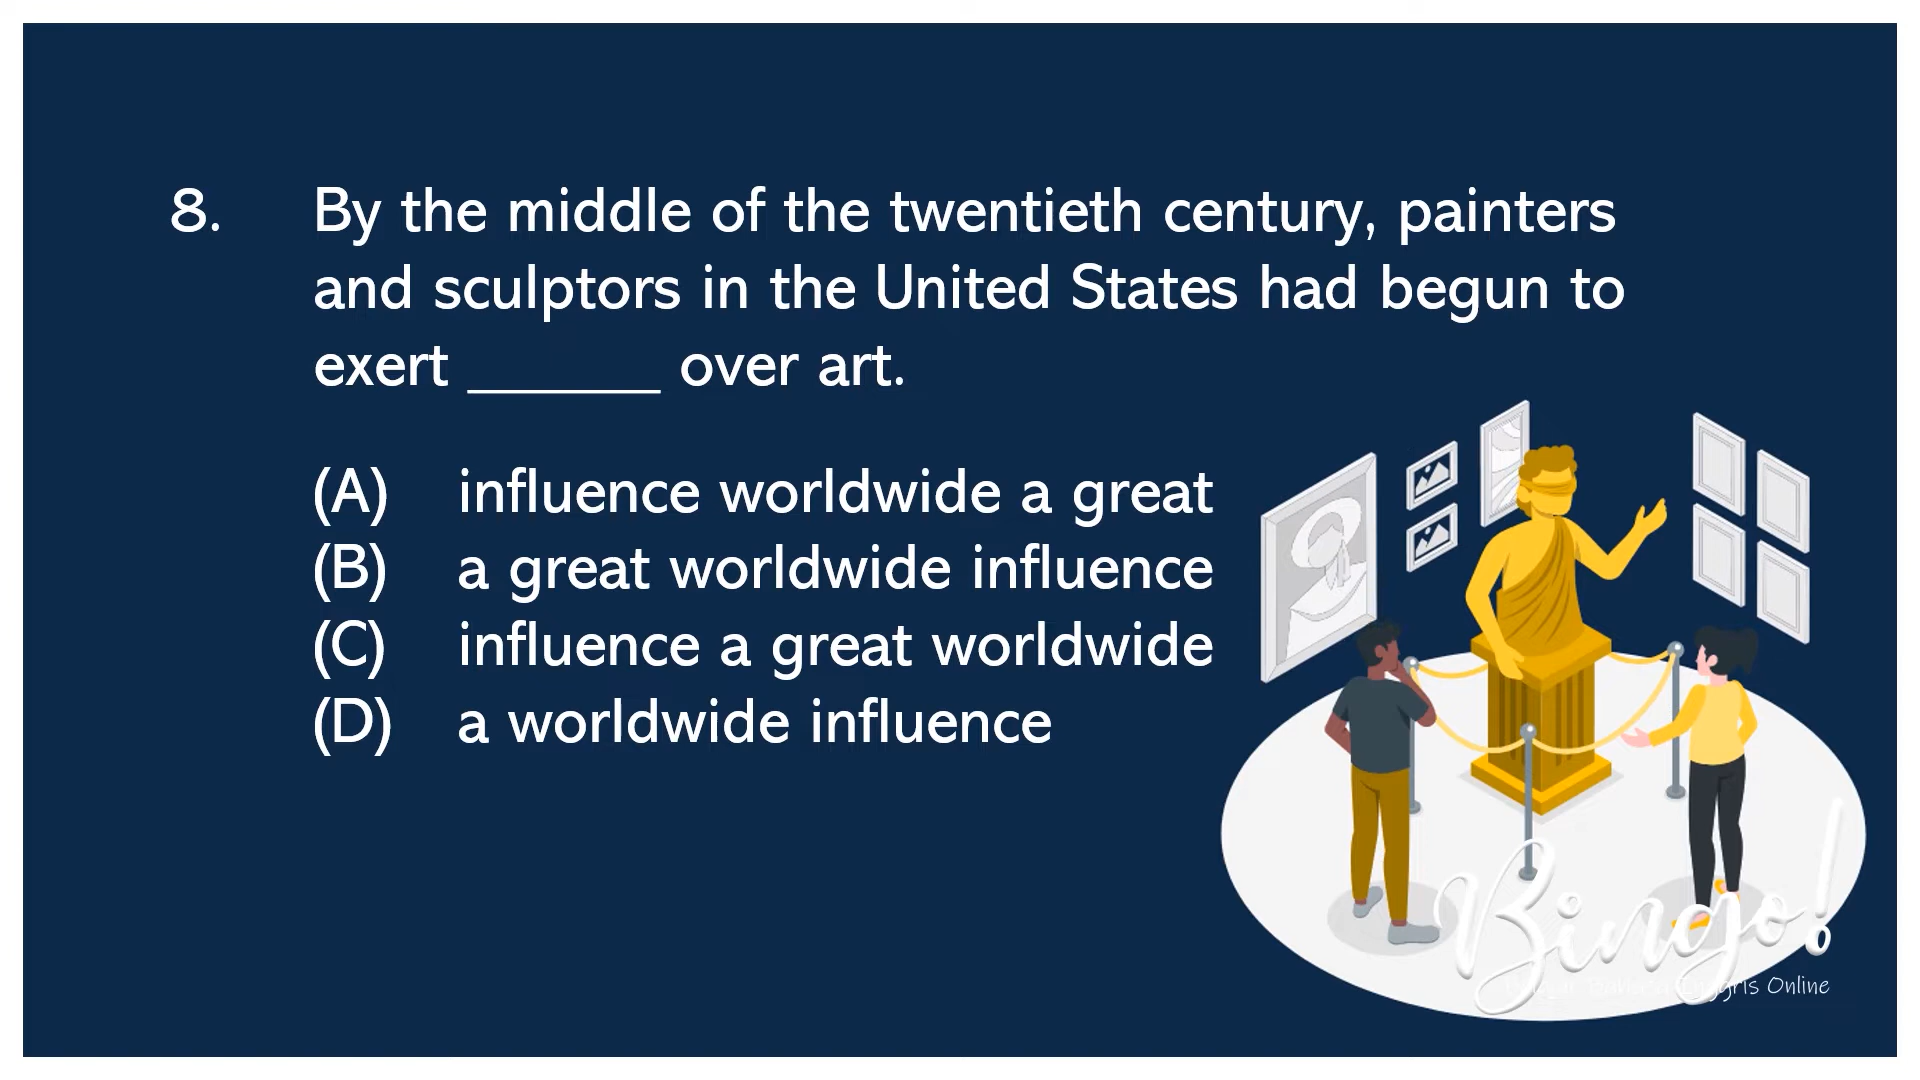 8. By the middle of the twentieth century, painters
and sculptors in the United States had begun to
exert ______ over art.
(A) influence worldwide a great
(B) a great worldwide influence
(C) influence a great worldwide
(D) a worldwide influence
Bingo!
Online